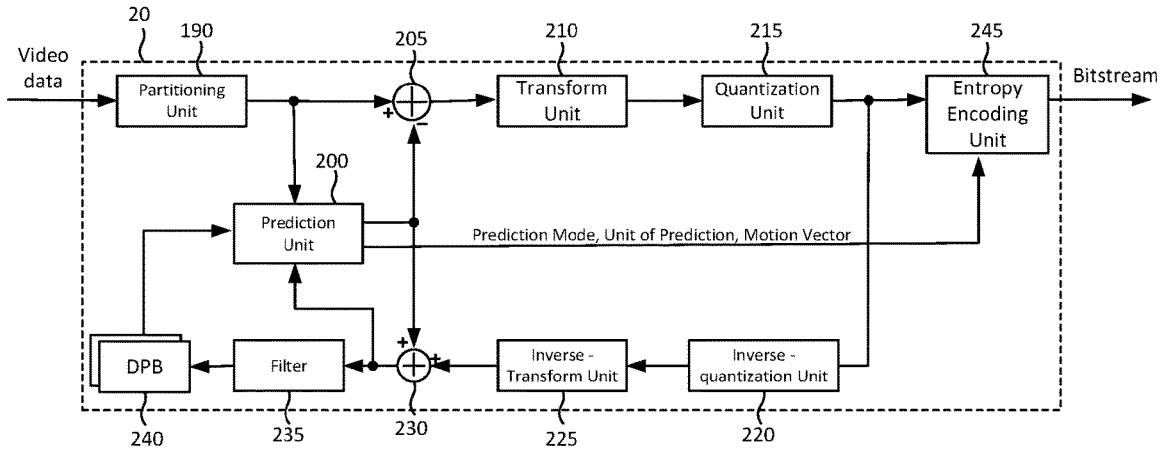 20
190
205
210
215
245
Video
data
Partitioning
Unit
+
−
Transform
Unit
Quantization
Unit
Entropy
Encoding
Unit
Bitstream
200
Prediction
Unit
Prediction Mode, Unit of Prediction, Motion Vector
DPB
Filter
+
+
Inverse -
Transform Unit
Inverse -
quantization Unit
240
235
230
225
220